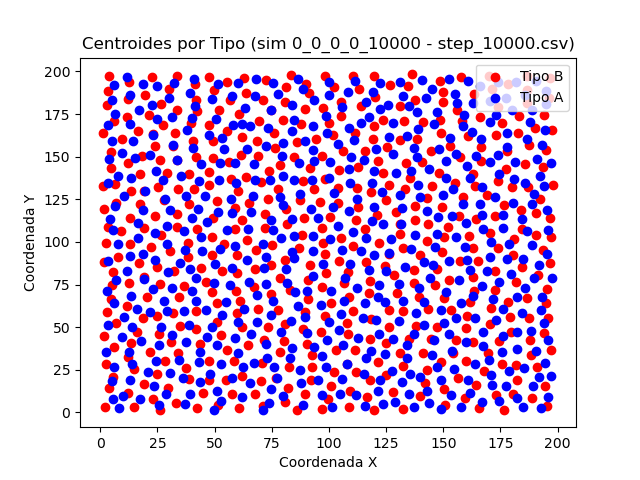 Centroides por Tipo (sim 0_0_0_0_10000 - step_10000.csv)
Tipo B
Tipo A
Coordenada Y
200
175
150
125
100
75
50
25
0
0 25 50 75 100 125 150 175 200
Coordenada X